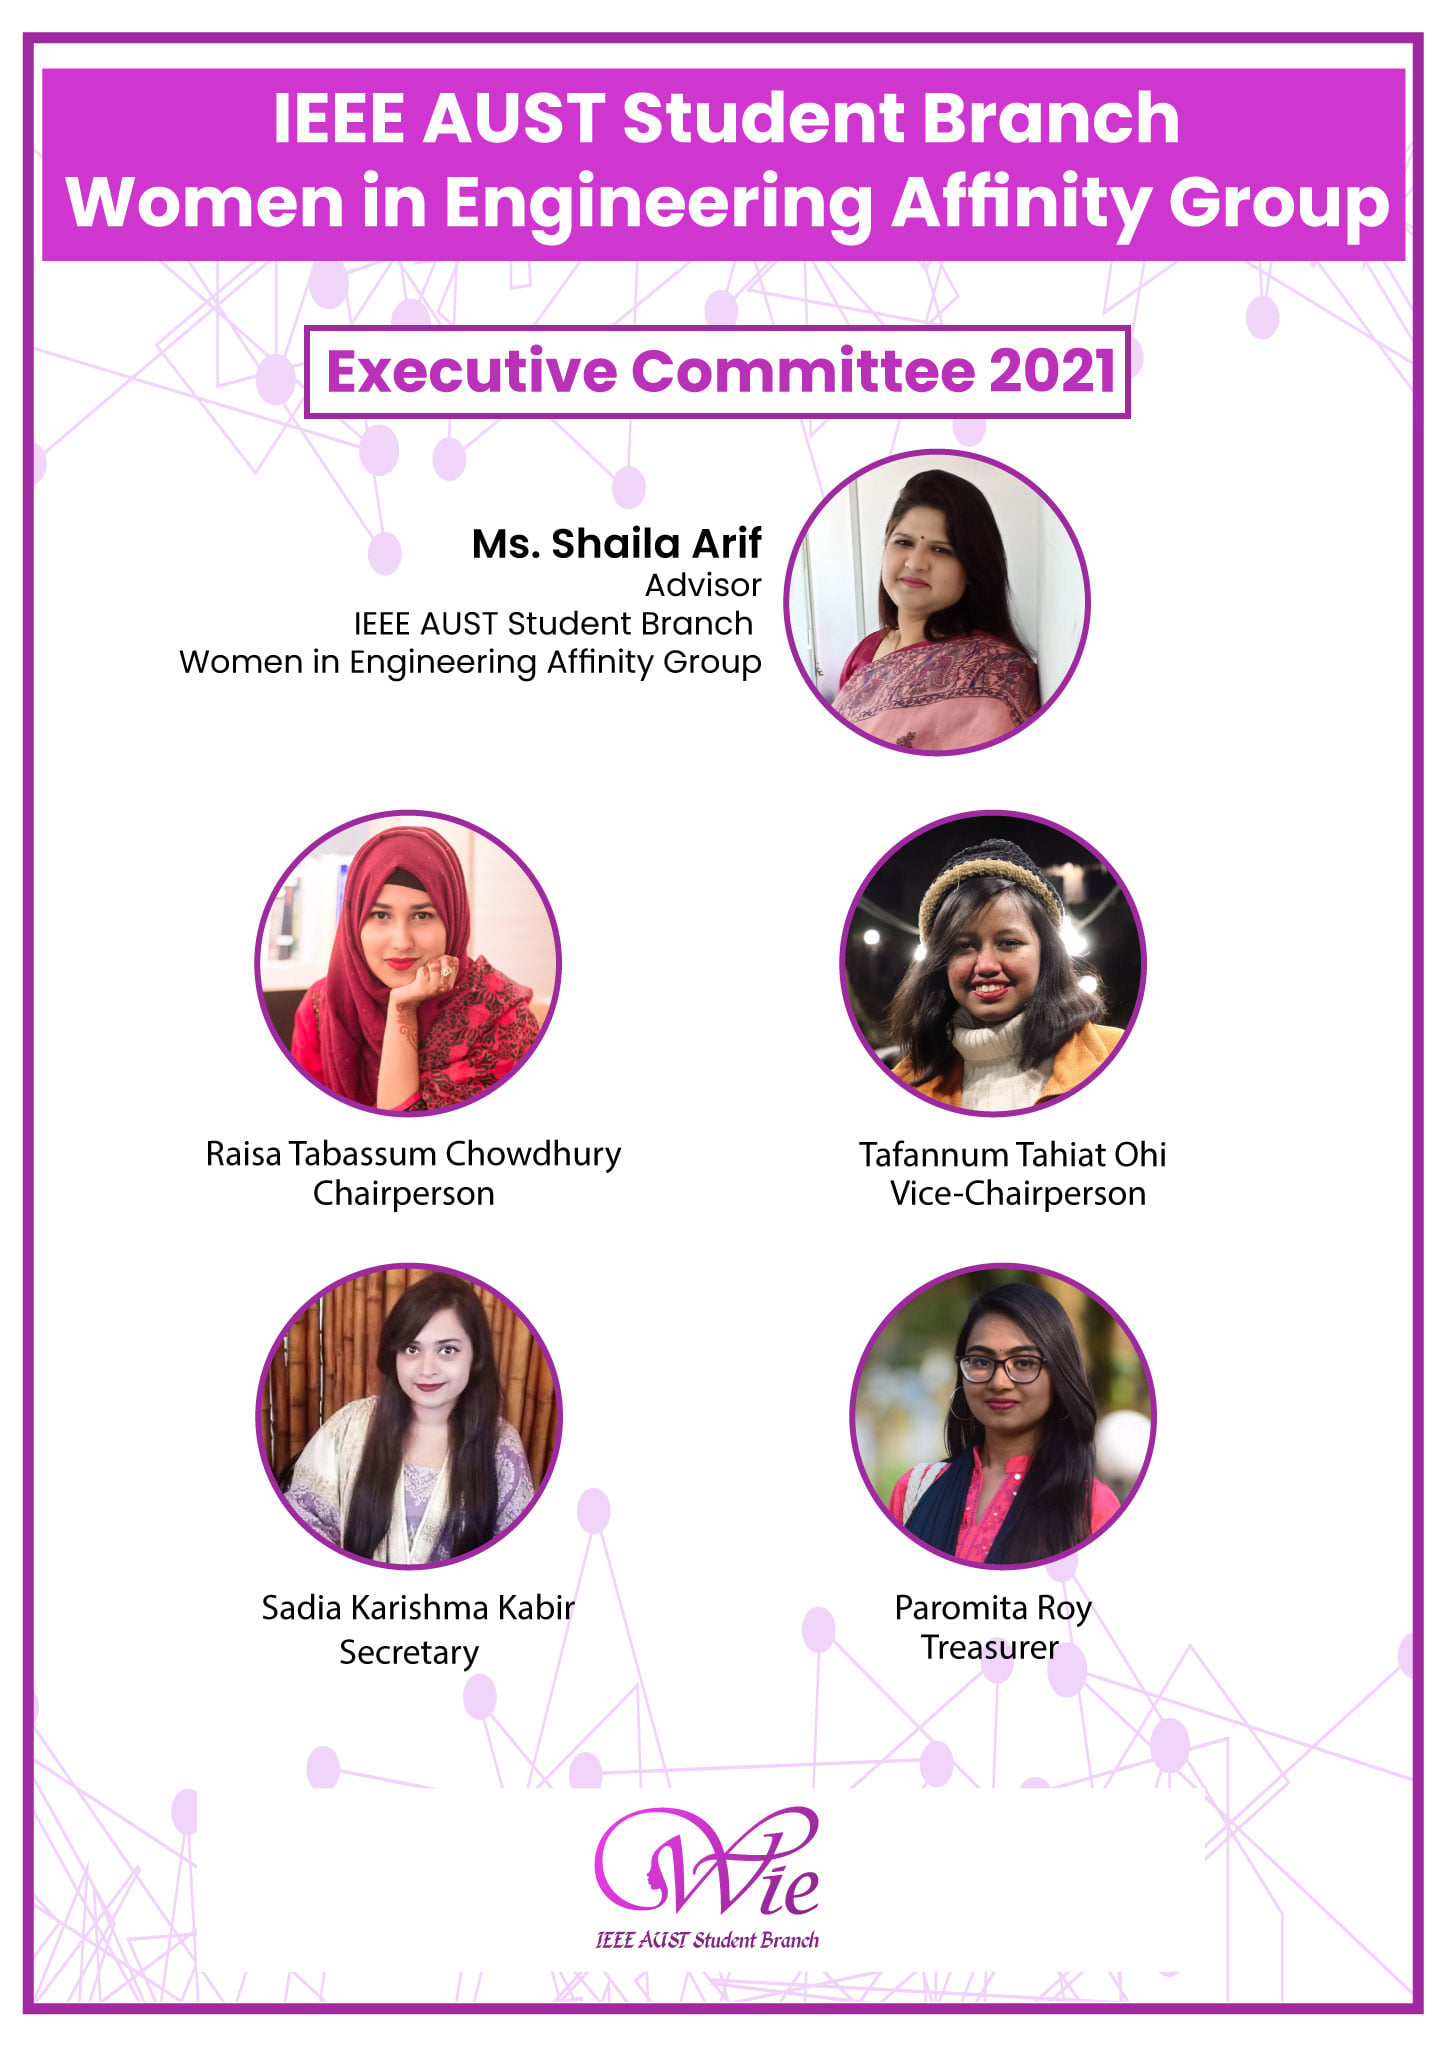 IEEE AUST Student Branch
Women in Engineering Affinity Group
Executive Committee 2021
Ms. Shaila Arif
Advisor
IEEE AUST Student Branch
Women in Engineering Affinity Group
Raisa Tabassum Chowdhury
Chairperson
Tafannum Tahiat Ohi
Vice-Chairperson
Sadia Karishma Kabir
Secretary
Paromita Roy
Treasurer
Wie
IEEE AUST Student Branch